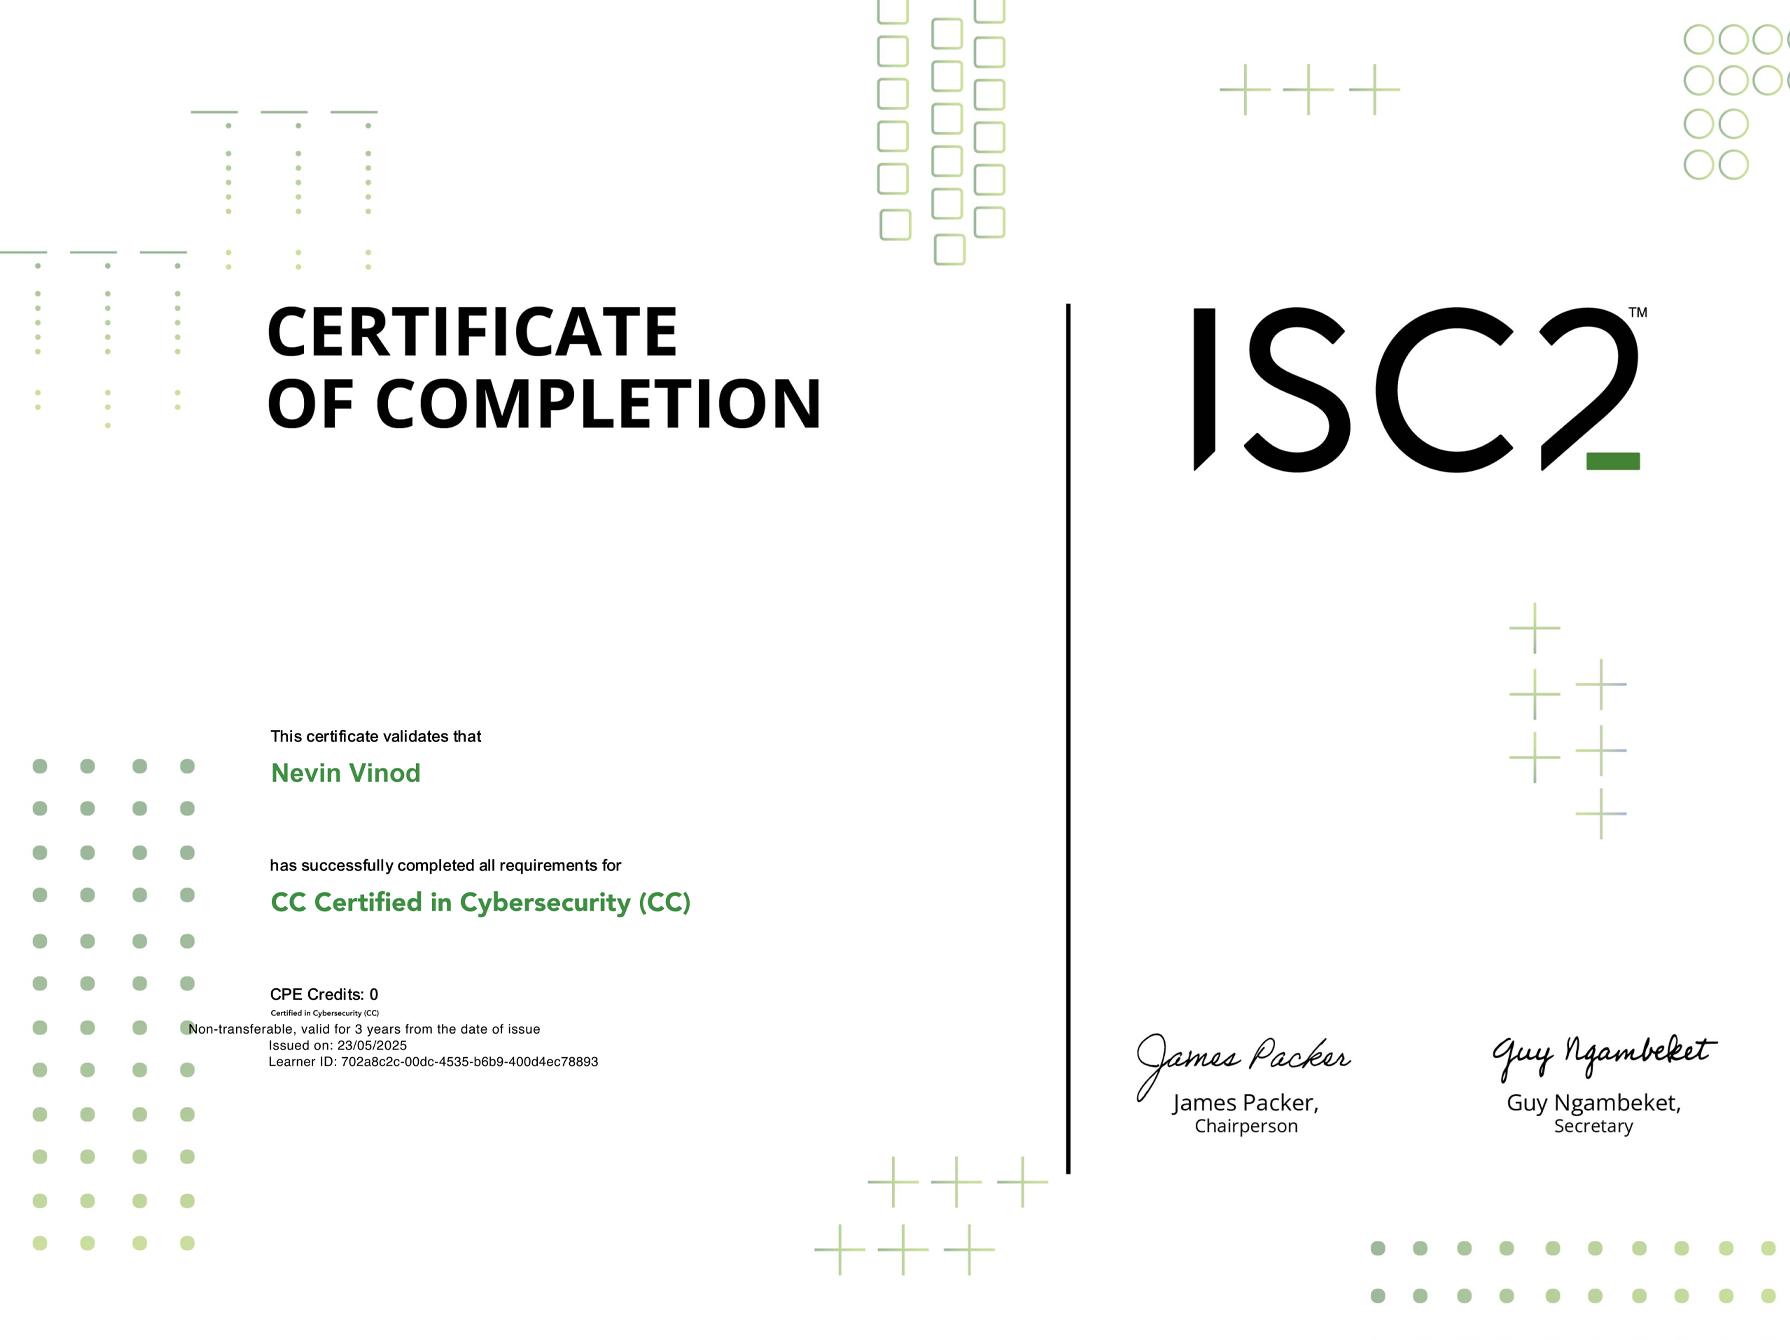 CERTIFICATE
OF COMPLETION
ISC2™
This certificate validates that
Nevin Vinod
has successfully completed all requirements for
CC Certified in Cybersecurity (CC)
CPE Credits: 0
Certified in Cybersecurity (CC)
Non-transferable, valid for 3 years from the date of issue
Issued on: 23/05/2025
Learner ID: 702a8c2c-00dc-4535-b6b9-400d4ec78893
James Packer
James Packer,
Chairperson
Guy Ngambeket
Guy Ngambeket,
Secretary